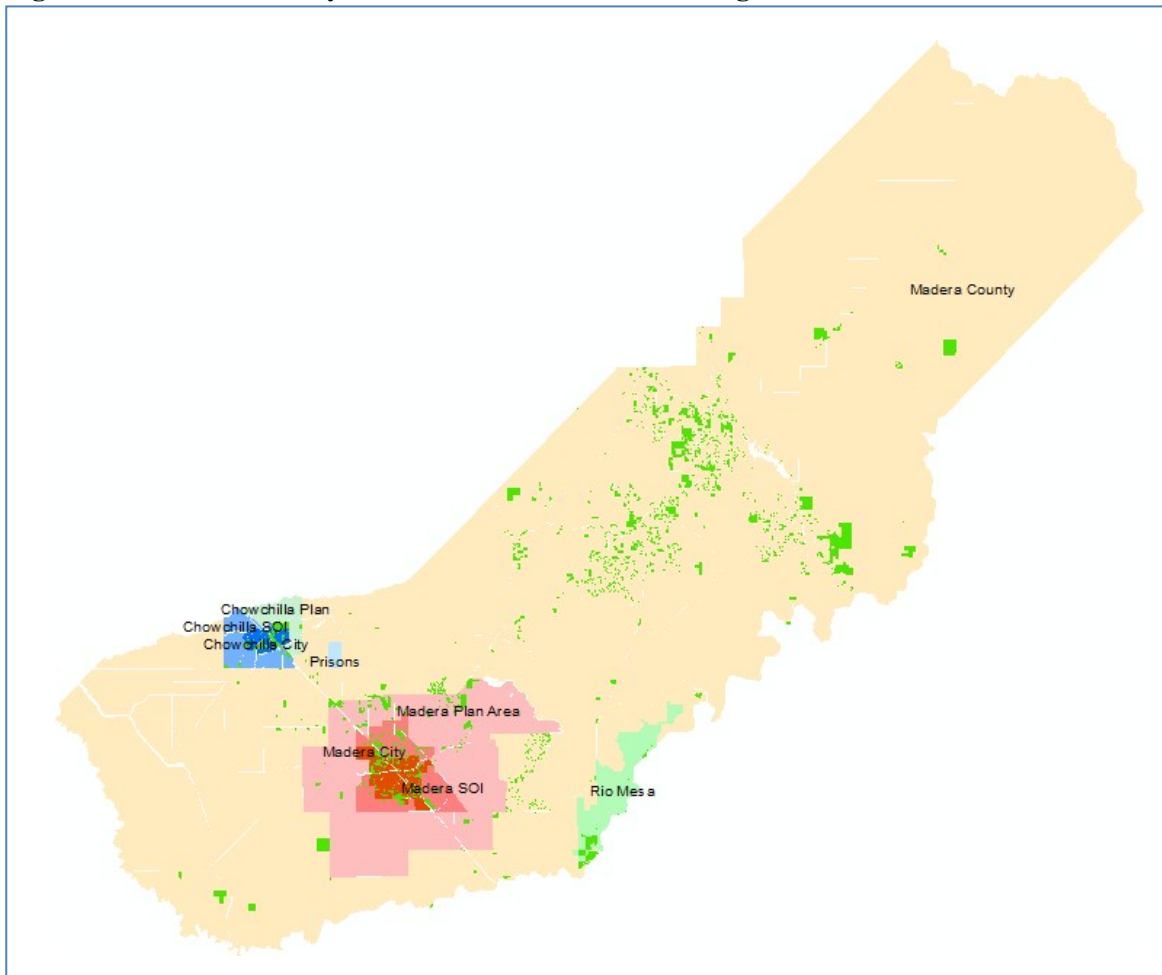 Madera County
Chowchilla Plan
Chowchilla SOI
Chowchilla City
Prisons
Madera Plan Area
Madera City
Madera SOI
Rio Mesa